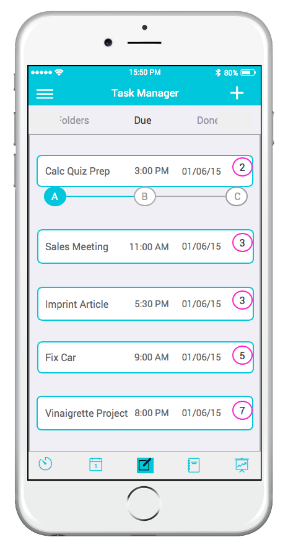 15:50 PM 80%
Task Manager
Folders Due Done
Calc Quiz Prep 3:00 PM 01/06/15 2
A B C
Sales Meeting 11:00 AM 01/06/15 3
Imprint Article 5:30 PM 01/06/15 3
Fix Car 9:00 AM 01/06/15 5
Vinaigrette Project 8:00 PM 01/06/15 7
1